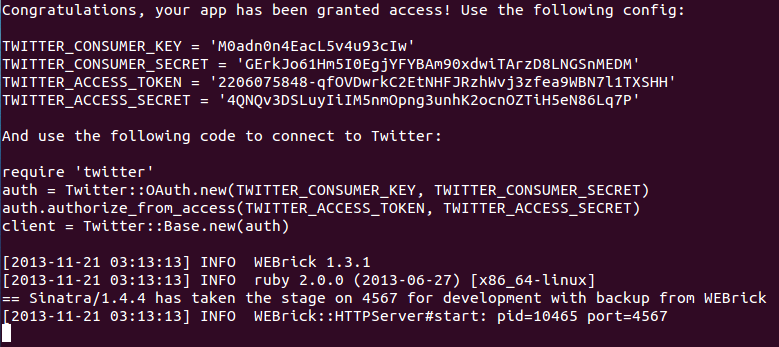 Congratulations, your app has been granted access! Use the following config:
TWITTER_CONSUMER_KEY = 'M0adn0n4EacL5v4u93cIw'
TWITTER_CONSUMER_SECRET = 'GErkJo61Hm5I0EgjYFYBAm90xdwiTArzD8LNGSnMEDM'
TWITTER_ACCESS_TOKEN = '2206075848-qfOVDwrkC2EtNHFJRzhWvj3zfea9WBN7l1TXSHH'
TWITTER_ACCESS_SECRET = '4QNQv3DSLuyIiIM5nmOpng3unhK2ocnOZTiH5eN86Lq7P'
And use the following code to connect to Twitter:
require 'twitter'
auth = Twitter::OAuth.new(TWITTER_CONSUMER_KEY, TWITTER_CONSUMER_SECRET)
auth.authorize_from_access(TWITTER_ACCESS_TOKEN, TWITTER_ACCESS_SECRET)
client = Twitter::Base.new(auth)
[2013-11-21 03:13:13] INFO  WEBrick 1.3.1
[2013-11-21 03:13:13] INFO  ruby 2.0.0 (2013-06-27) [x86_64-linux]
== Sinatra/1.4.4 has taken the stage on 4567 for development with backup from WEBrick
[2013-11-21 03:13:13] INFO  WEBrick::HTTPServer#start: pid=10465 port=4567